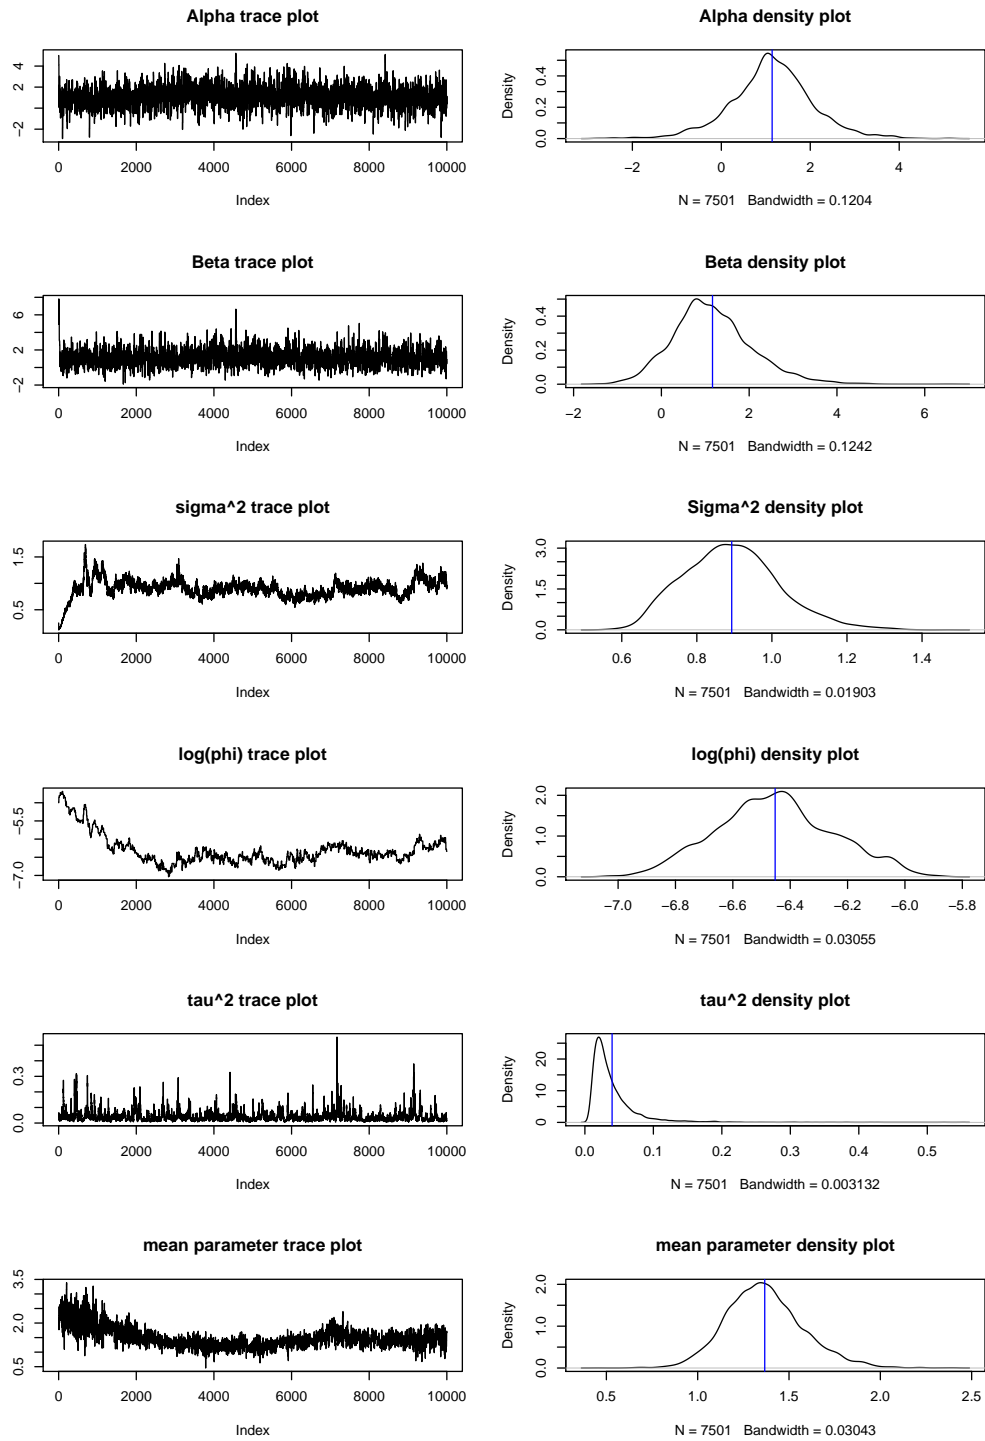 Alpha trace plot
−2 2 4
0 2000 4000 6000 8000 10000
Index
Alpha density plot
Density
0.0 0.2 0.4
−2 0 2 4
N = 7501 Bandwidth = 0.1204
Beta trace plot
−2 2 6
0 2000 4000 6000 8000 10000
Index
Beta density plot
Density
0.0 0.2 0.4
−2 0 2 4 6
N = 7501 Bandwidth = 0.1242
sigma^2 trace plot
0.5 1.5
0 2000 4000 6000 8000 10000
Index
Sigma^2 density plot
Density
0.0 1.5 3.0
0.6 0.8 1.0 1.2 1.4
N = 7501 Bandwidth = 0.01903
log(phi) trace plot
−7.0 −5.5
0 2000 4000 6000 8000 10000
Index
log(phi) density plot
Density
0.0 1.0 2.0
−7.0 −6.8 −6.6 −6.4 −6.2 −6.0 −5.8
N = 7501 Bandwidth = 0.03055
tau^2 trace plot
0.0 0.3
0 2000 4000 6000 8000 10000
Index
tau^2 density plot
Density
0 10 20
0.0 0.1 0.2 0.3 0.4 0.5
N = 7501 Bandwidth = 0.003132
mean parameter trace plot
0.5 2.0 3.5
0 2000 4000 6000 8000 10000
Index
mean parameter density plot
Density
0.0 1.0 2.0
0.5 1.0 1.5 2.0 2.5
N = 7501 Bandwidth = 0.03043